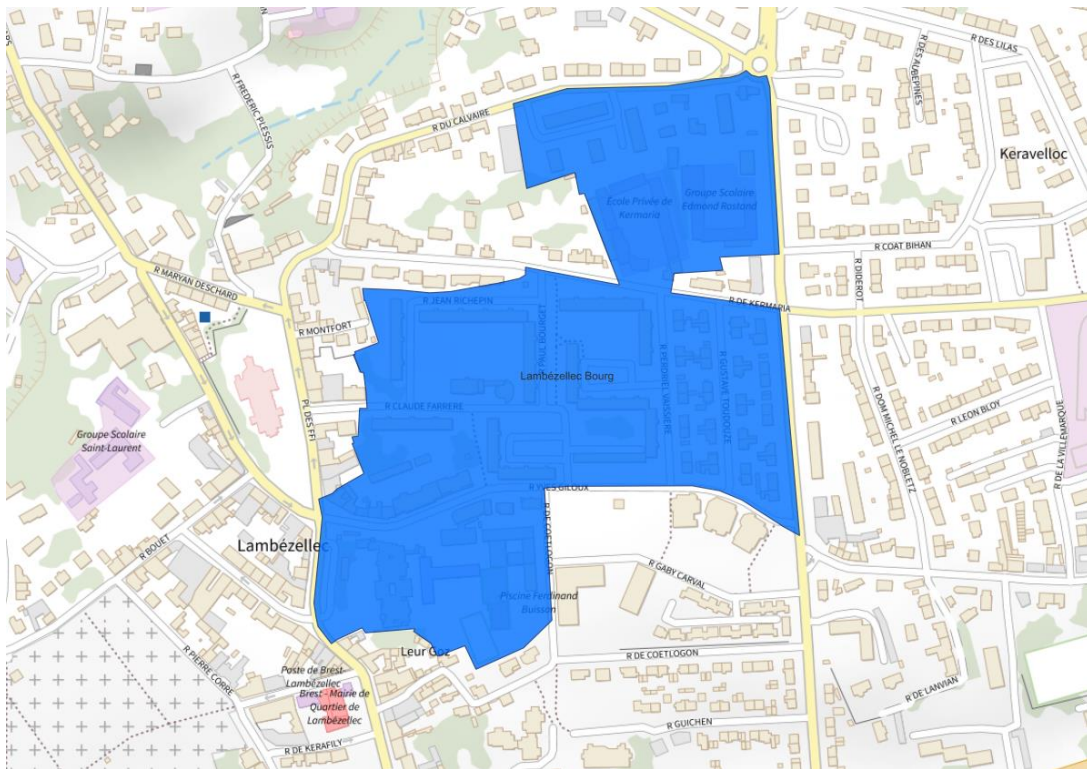 R DES LILAS
R DES AUBEPINES
R FREDERIC PLESSIS
R DU CALVAIRE
Keravelloc
École Privée de
Kermaria
Groupe Scolaire
Edmond Rostand
R COAT BIHAN
R MARYAN DESCHARD
R DIDEROT
R JEAN RICHEPIN
R DE KERMARIA
R MONTFORT
R PAUL BOURGET
Lambézellec Bourg
R GUSTAVE TOUDOUZE
R CLAUDE FARRERE
PL DES FFI
R LEON BLOY
R DOM MICHEL LE NOBLETZ
R DE LA VILLEMARQUE
Groupe Scolaire
Saint-Laurent
R YVES GILOUX
R DE COETLOGON
Lambézellec
R BOUET
R GABY CARVAL
Piscine Ferdinand
Buisson
Leur Goz
R DE COETLOGON
R PIERRE CORRE
Poste de Brest-
Lambézellec
Brest - Mairie de
Quartier de
Lambézellec
R DE LANVIAN
R GUICHEN
R DE KERAFILY